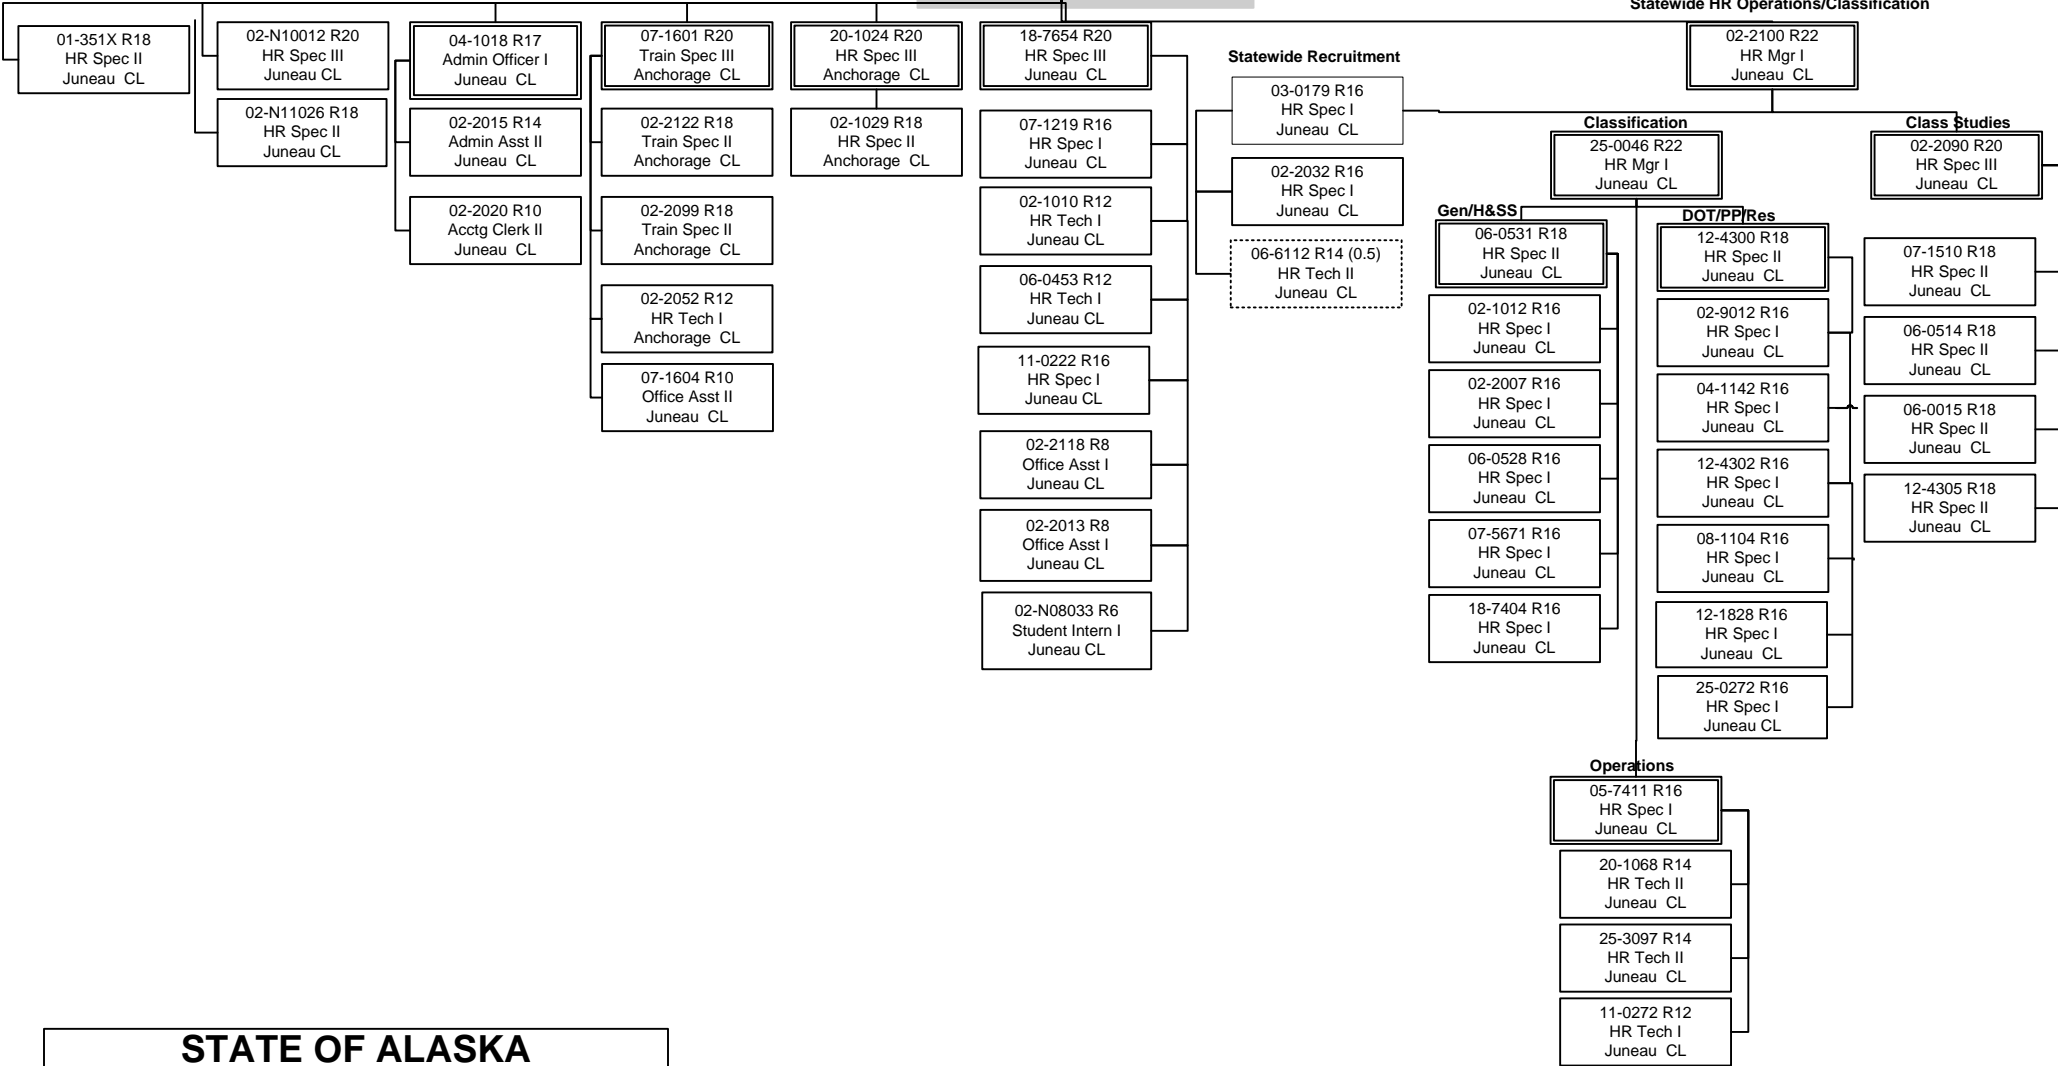 Statewide HR Operations/Classification
01-351X R18
HR Spec II
Juneau CL
02-N10012 R20
HR Spec III
Juneau CL
02-N11026 R18
HR Spec II
Juneau CL
04-1018 R17
Admin Officer I
Juneau CL
02-2015 R14
Admin Asst II
Juneau CL
02-2020 R10
Acctg Clerk II
Juneau CL
07-1601 R20
Train Spec III
Anchorage CL
02-2122 R18
Train Spec II
Anchorage CL
02-2099 R18
Train Spec II
Anchorage CL
02-2052 R12
HR Tech I
Anchorage CL
07-1604 R10
Office Asst II
Juneau CL
20-1024 R20
HR Spec III
Anchorage CL
02-1029 R18
HR Spec II
Anchorage CL
18-7654 R20
HR Spec III
Juneau CL
07-1219 R16
HR Spec I
Juneau CL
02-1010 R12
HR Tech I
Juneau CL
06-0453 R12
HR Tech I
Juneau CL
11-0222 R16
HR Spec I
Juneau CL
02-2118 R8
Office Asst I
Juneau CL
02-2013 R8
Office Asst I
Juneau CL
02-N08033 R6
Student Intern I
Juneau CL
Statewide Recruitment
03-0179 R16
HR Spec I
Juneau CL
02-2032 R16
HR Spec I
Juneau CL
06-6112 R14 (0.5)
HR Tech II
Juneau CL
02-2100 R22
HR Mgr I
Juneau CL
Classification
25-0046 R22
HR Mgr I
Juneau CL
Gen/H&SS
06-0531 R18
HR Spec II
Juneau CL
02-1012 R16
HR Spec I
Juneau CL
02-2007 R16
HR Spec I
Juneau CL
06-0528 R16
HR Spec I
Juneau CL
07-5671 R16
HR Spec I
Juneau CL
18-7404 R16
HR Spec I
Juneau CL
DOT/PP/Res
12-4300 R18
HR Spec II
Juneau CL
02-9012 R16
HR Spec I
Juneau CL
04-1142 R16
HR Spec I
Juneau CL
12-4302 R16
HR Spec I
Juneau CL
08-1104 R16
HR Spec I
Juneau CL
12-1828 R16
HR Spec I
Juneau CL
25-0272 R16
HR Spec I
Juneau CL
Class Studies
02-2090 R20
HR Spec III
Juneau CL
07-1510 R18
HR Spec II
Juneau CL
06-0514 R18
HR Spec II
Juneau CL
06-0015 R18
HR Spec II
Juneau CL
12-4305 R18
HR Spec II
Juneau CL
Operations
05-7411 R16
HR Spec I
Juneau CL
20-1068 R14
HR Tech II
Juneau CL
25-3097 R14
HR Tech II
Juneau CL
11-0272 R12
HR Tech I
Juneau CL
STATE OF ALASKA